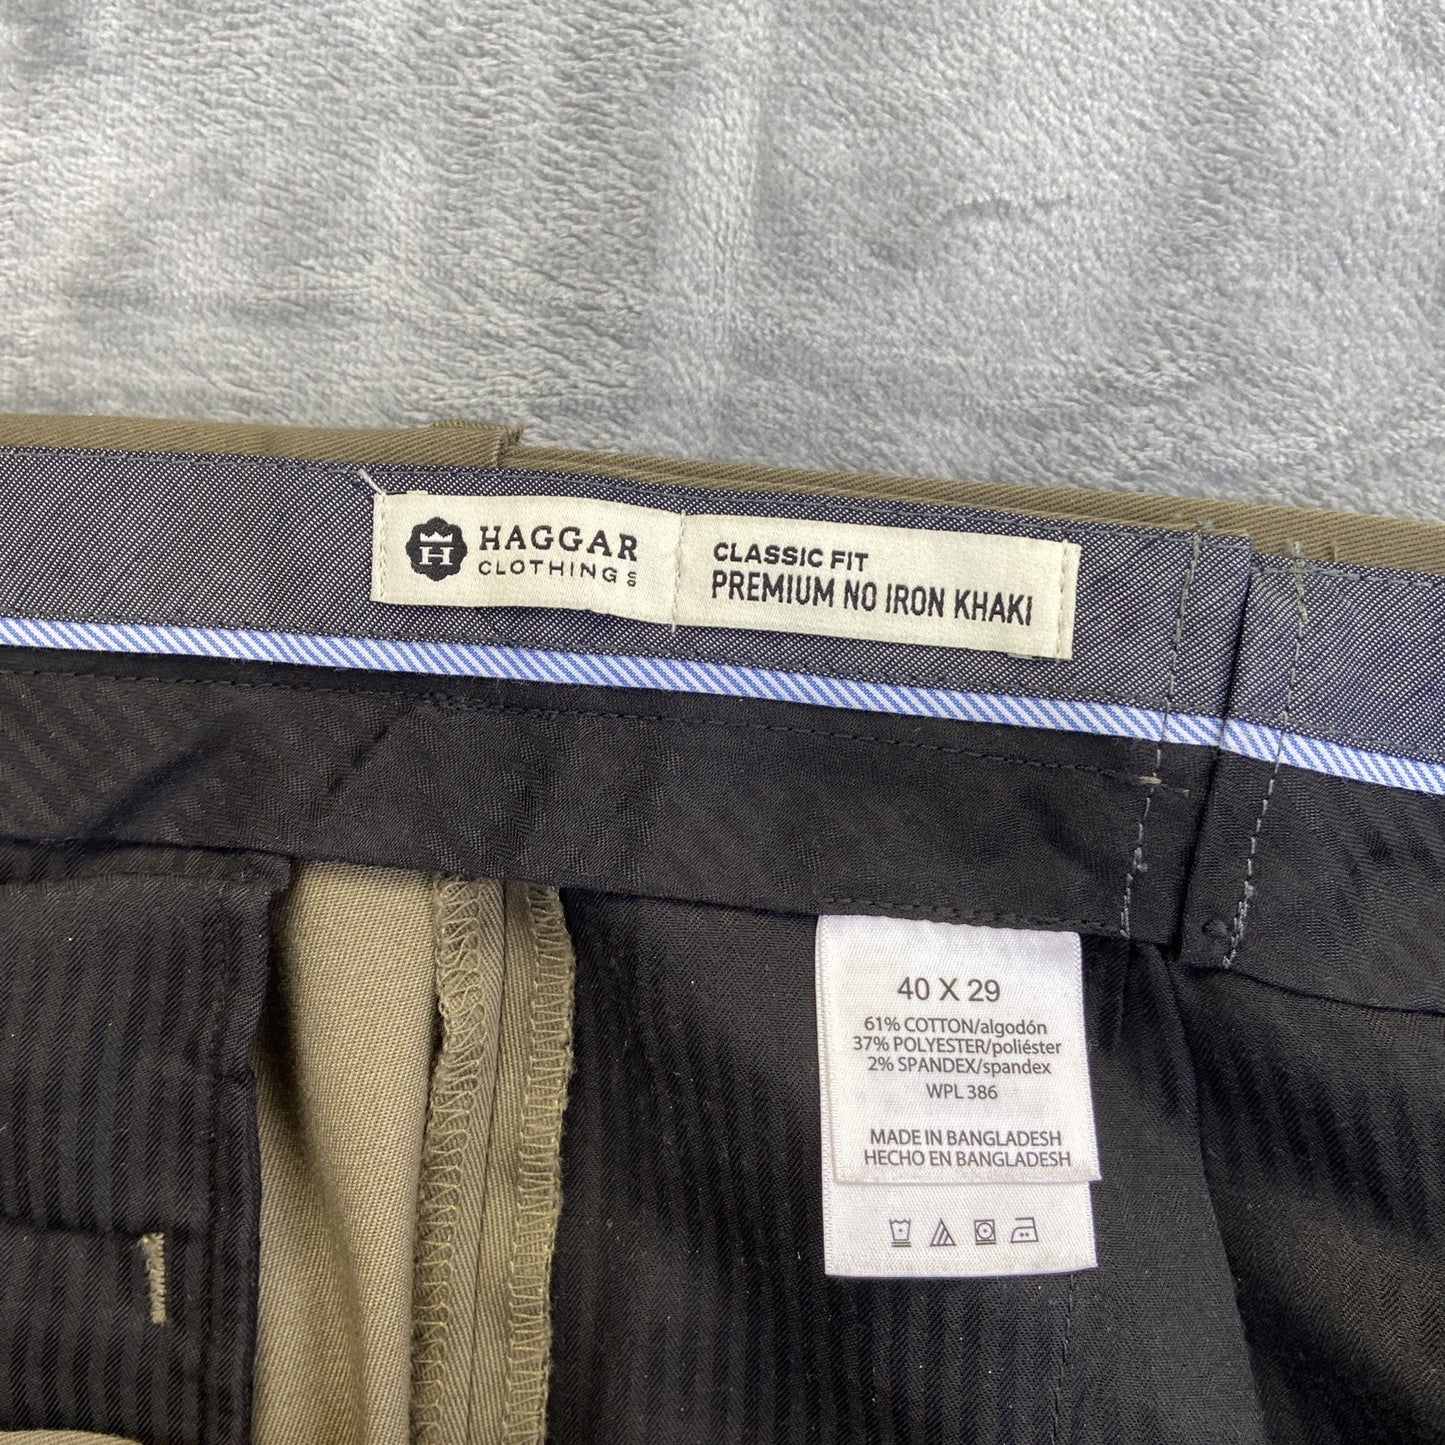 H
HAGGAR
CLOTHING CO
CLASSIC FIT
PREMIUM NO IRON KHAKI
40 X 29
61% COTTON/algodón
37% POLYESTER/poliéster
2% SPANDEX/spandex
WPL 386
MADE IN BANGLADESH
HECHO EN BANGLADESH